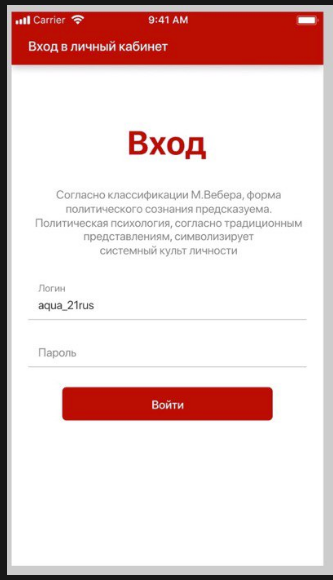 Carrier 9:41 AM
Вход в личный кабинет
Вход
Согласно классификации М.Вебера, форма
политического сознания предсказуема.
Политическая психология, согласно традиционным
представлениям, символизирует
системный культ личности
Логин
aqua_21rus
Пароль
Войти